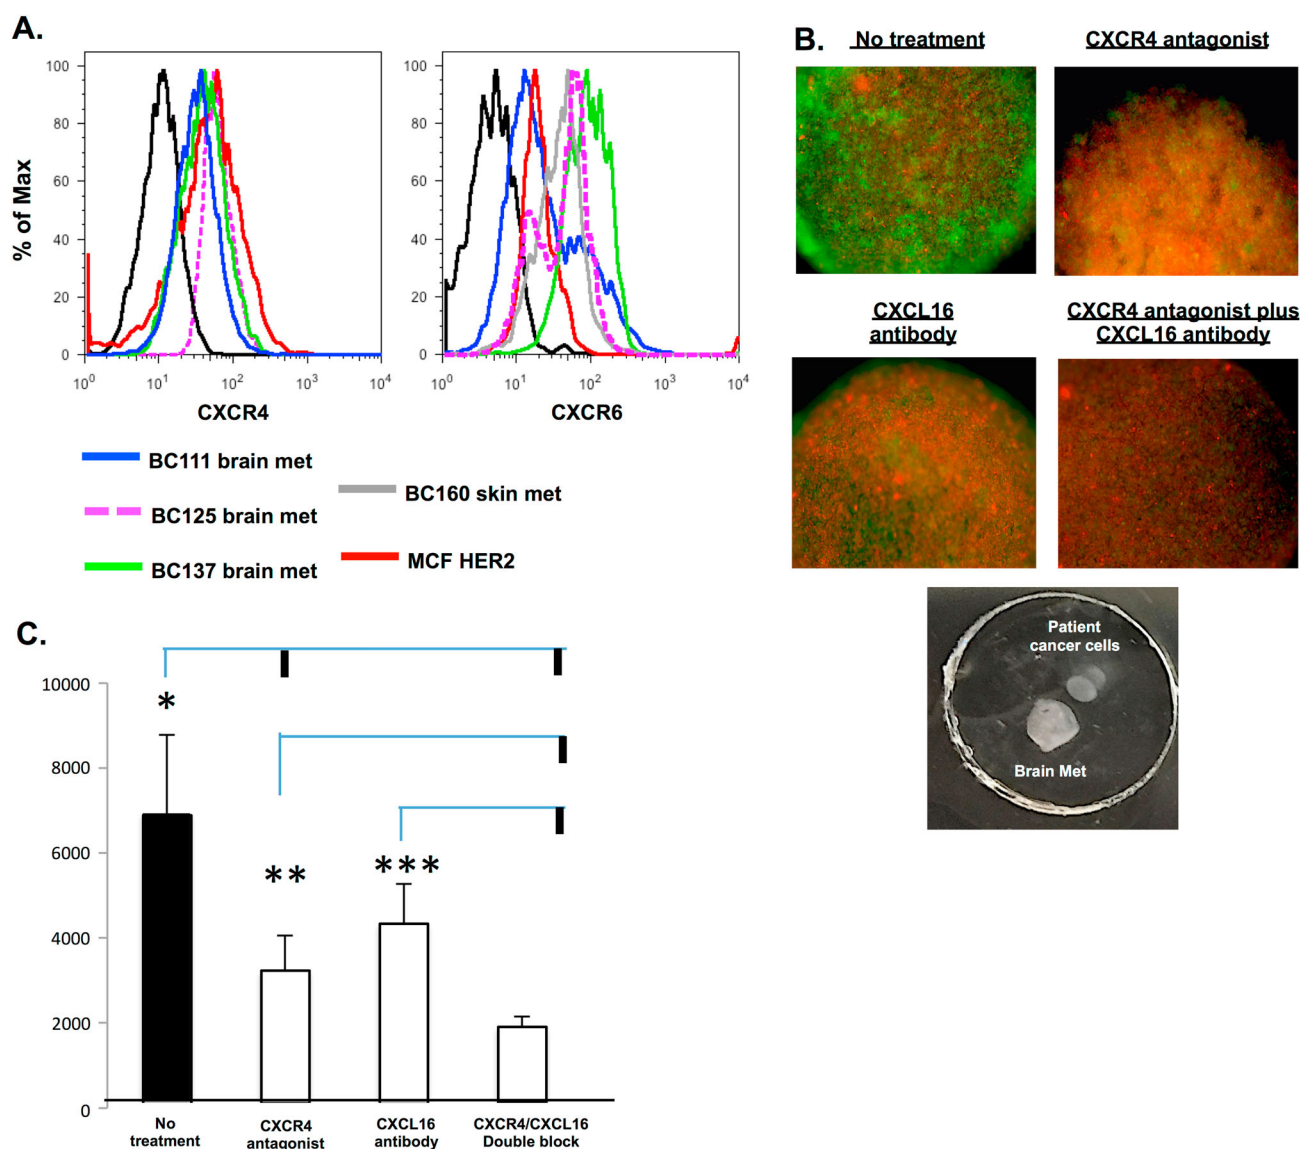 A.
% of Max
100
80
60
40
20
0
10^0 10^1 10^2 10^3 10^4
CXCR4
100
80
60
40
20
0
10^0 10^1 10^2 10^3 10^4
CXCR6
BC111 brain met
BC125 brain met
BC137 brain met
BC160 skin met
MCF HER2
B.
No treatment
CXCR4 antagonist
CXCL16
antibody
CXCR4 antagonist plus
CXCL16 antibody
Patient
cancer cells
Brain Met
C.
10000
8000
6000
4000
2000
0
*
**
***
No
treatment
CXCR4
antagonist
CXCL16
antibody
CXCR4/CXCL16
Double block